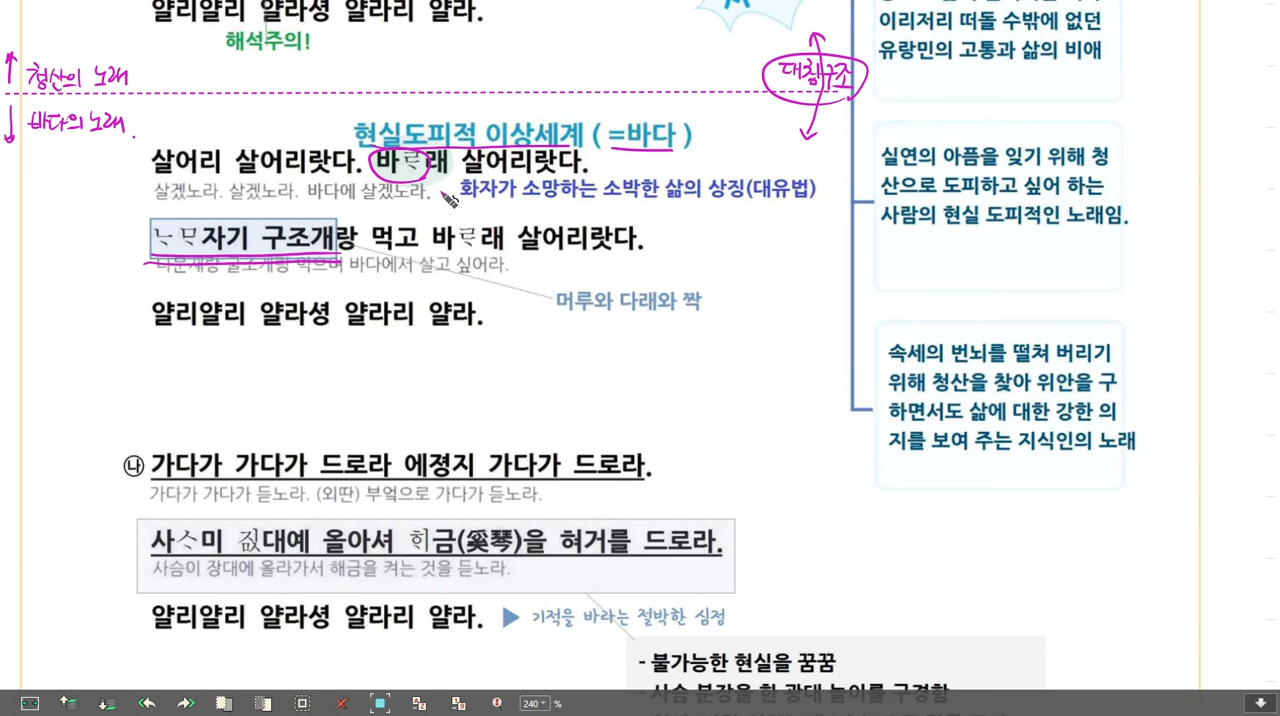 얄리얄리 얄라셩 얄라리 얄라.
해석주의!
이리저리 떠돌 수밖에 없던
유랑민의 고통과 삶의 비애
↑ 청산의 노래
대칭구조
↓ 바다의 노래.
현실도피적 이상세계 ( =바다 )
살어리 살어리랏다. 바ᄅᆞ래 살어리랏다.
살겠노라. 살겠노라. 바다에 살겠노라.
화자가 소망하는 소박한 삶의 상징(대유법)
ᄂᆞᄆᆞ자기 구조개랑 먹고 바ᄅᆞ래 살어리랏다.
나문재랑 굴조개랑 먹으며 바다에서 살고 싶어라.
머루와 다래와 짝
얄리얄리 얄라셩 얄라리 얄라.
실연의 아픔을 잊기 위해 청
산으로 도피하고 싶어 하는
사람의 현실 도피적인 노래임.
속세의 번뇌를 떨쳐 버리기
위해 청산을 찾아 위안을 구
하면서도 삶에 대한 강한 의
지를 보여 주는 지식인의 노래
㉯ 가다가 가다가 드로라 에졍지 가다가 드로라.
가다가 가다가 듣노라. (외딴) 부엌으로 가다가 듣노라.
사ᄉᆞ미 지ᇝ대예 올아셔 ᄒᆡ금(奚琴)을 혀거를 드로라.
사슴이 장대에 올라가서 해금을 켜는 것을 듣노라.
얄리얄리 얄라셩 얄라리 얄라. ▶ 기적을 바라는 절박한 심정
- 불가능한 현실을 꿈꿈
- 사슴 분장을 한 광대 놀이를 구경함
240 %